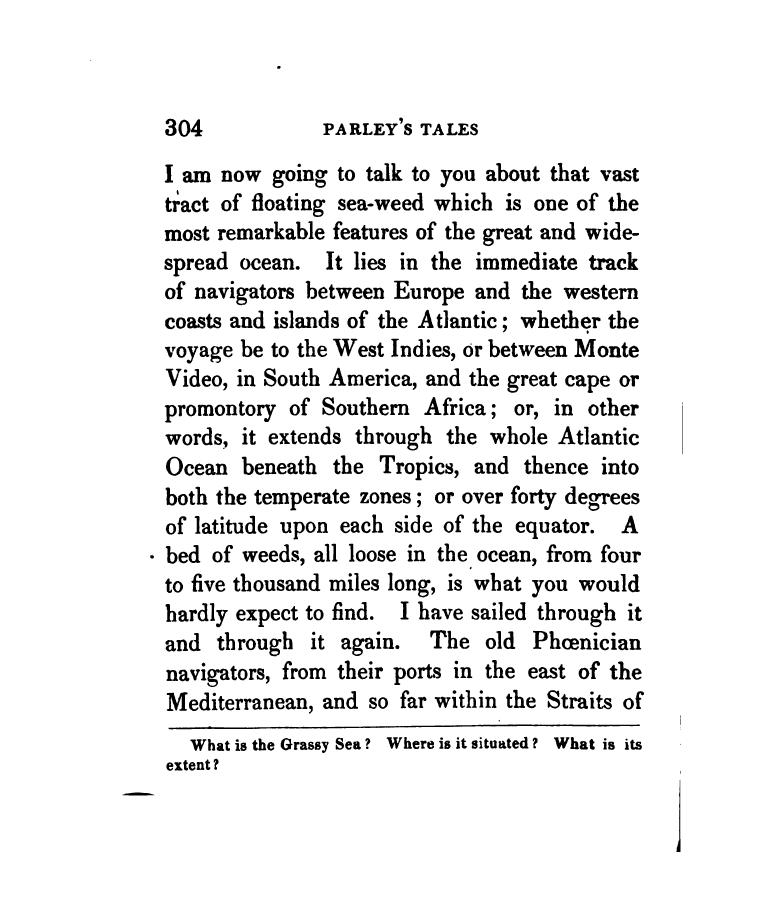 304 PARLEY'S TALES
I am now going to talk to you about that vast
tract of floating sea-weed which is one of the
most remarkable features of the great and wide-
spread ocean. It lies in the immediate track
of navigators between Europe and the western
coasts and islands of the Atlantic; whether the
voyage be to the West Indies, or between Monte
Video, in South America, and the great cape or
promontory of Southern Africa; or, in other
words, it extends through the whole Atlantic
Ocean beneath the Tropics, and thence into
both the temperate zones; or over forty degrees
of latitude upon each side of the equator. A
bed of weeds, all loose in the ocean, from four
to five thousand miles long, is what you would
hardly expect to find. I have sailed through it
and through it again. The old Phœnician
navigators, from their ports in the east of the
Mediterranean, and so far within the Straits of
What is the Grassy Sea? Where is it situated? What is its
extent?